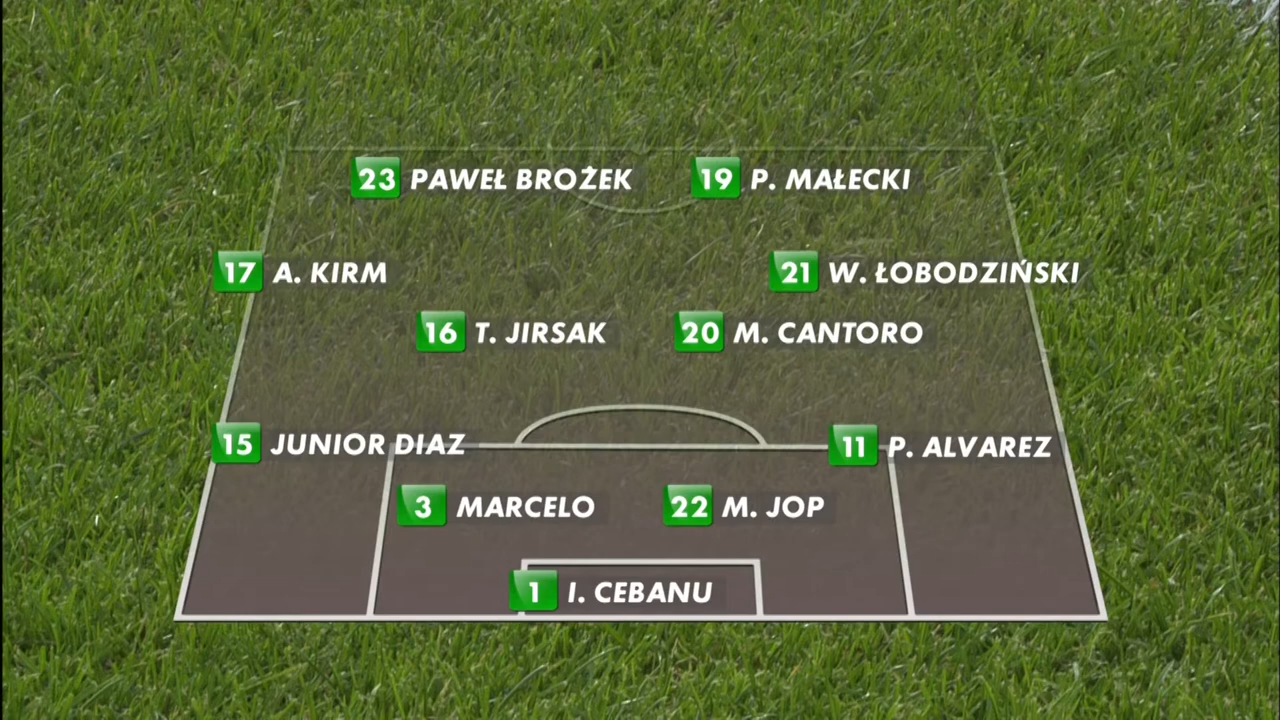 23 PAWEŁ BROŻEK
19 P. MAŁECKI
17 A. KIRM
21 W. ŁOBODZIŃSKI
16 T. JIRSAK
20 M. CANTORO
15 JUNIOR DIAZ
11 P. ALVAREZ
3 MARCELO
22 M. JOP
1 I. CEBANU